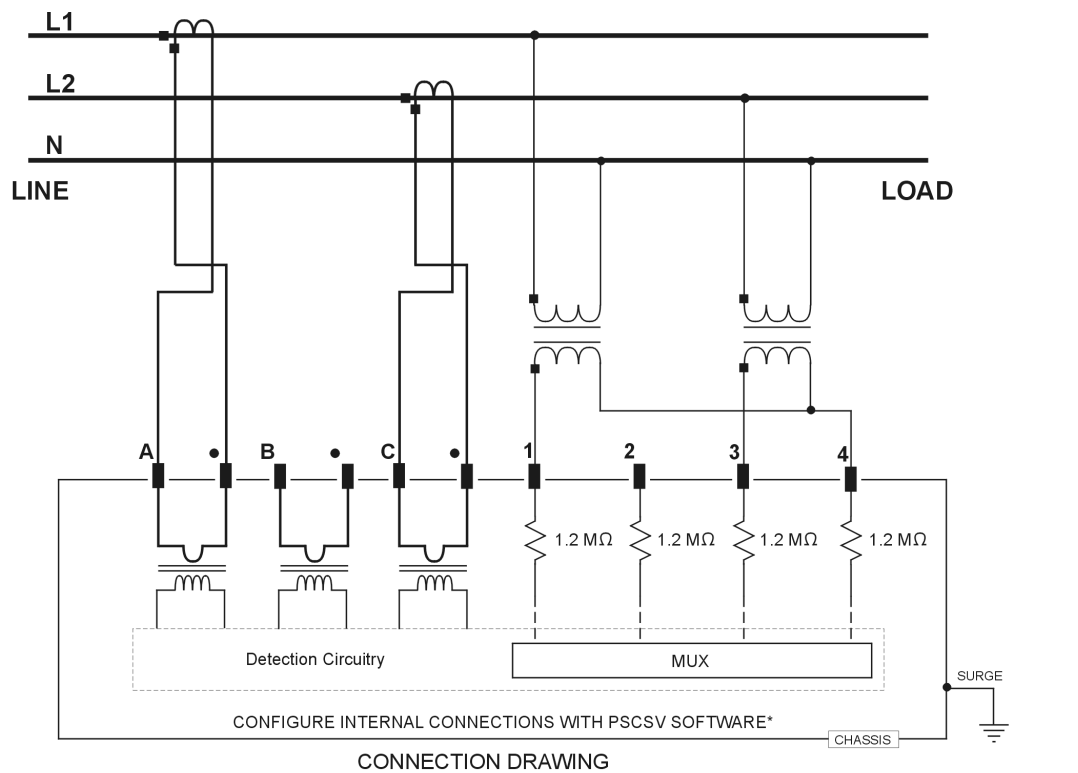 L1
L2
N
LINE LOAD
A B C 1 2 3 4
1.2 MΩ 1.2 MΩ 1.2 MΩ 1.2 MΩ
Detection Circuitry MUX
SURGE
CONFIGURE INTERNAL CONNECTIONS WITH PSCSV SOFTWARE*
CHASSIS
CONNECTION DRAWING